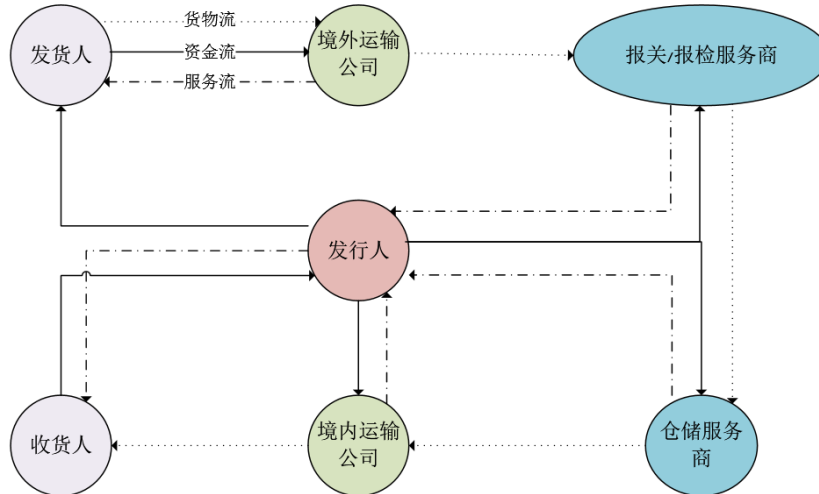 货物流
发货人
资金流
境外运输
公司
报关/报检服务商
服务流
发行人
收货人
境内运输
公司
仓储服务
商